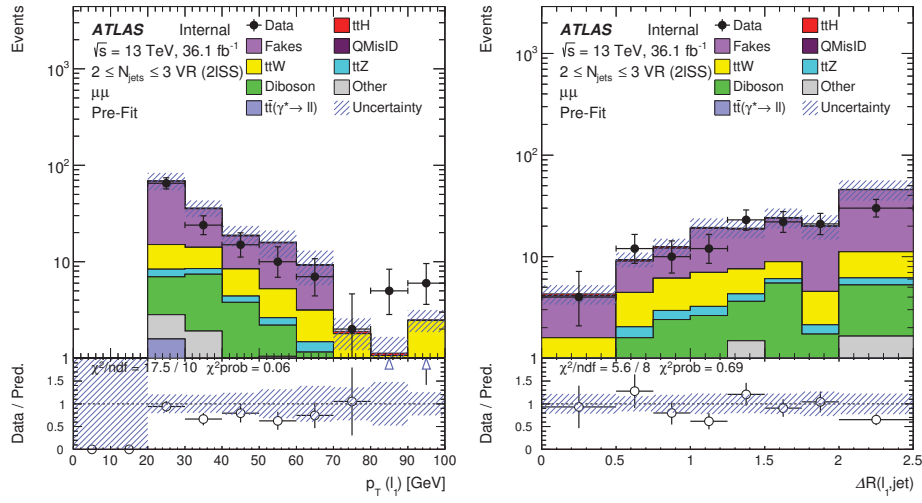 Events
10³
10²
10
1
ATLAS Internal
√s = 13 TeV, 36.1 fb⁻¹
2 ≤ N_jets ≤ 3 VR (2lSS)
μμ
Pre-Fit
Data
ttH
Fakes
QMisID
ttW
ttZ
Diboson
Other
tt̄(γ*→ ll)
Uncertainty
χ²/ndf = 17.5 / 10 χ²prob = 0.06
Data / Pred.
1.5
1
0.5
0
0 10 20 30 40 50 60 70 80 90 100
p_T (l_1) [GeV]
Events
10³
10²
10
1
ATLAS Internal
√s = 13 TeV, 36.1 fb⁻¹
2 ≤ N_jets ≤ 3 VR (2lSS)
μμ
Pre-Fit
Data
ttH
Fakes
QMisID
ttW
ttZ
Diboson
Other
tt̄(γ*→ ll)
Uncertainty
χ²/ndf = 5.6 / 8 χ²prob = 0.69
Data / Pred.
1.5
1
0.5
0
0 0.5 1 1.5 2 2.5
ΔR(l_1,jet)